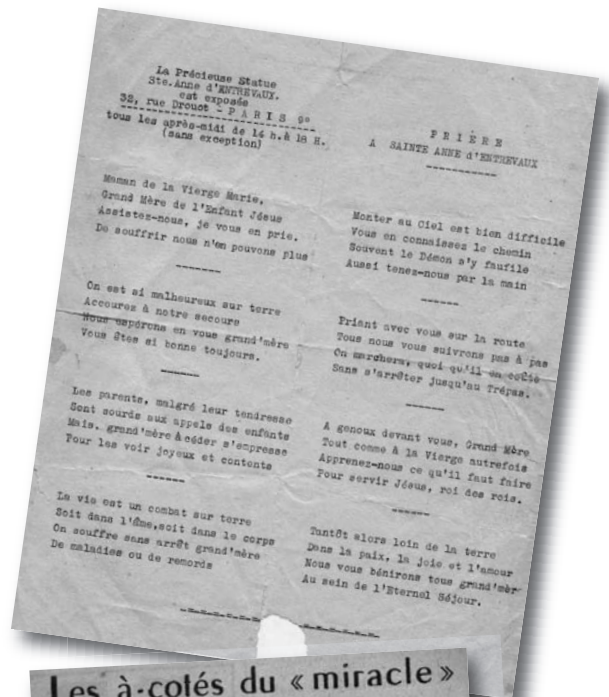 La Précieuse Statue
Ste.Anne d'ENTREVAUX.
est exposée
32, rue Drouot - P A R I S 9°
tous les après-midi de 14 h. à 18 H.
(sans exception)
Maman de la Vierge Marie,
Grand Mère de l'Enfant Jésus
Assistez-nous, je vous en prie.
De souffrir nous n'en pouvons plus
On est si malheureux sur terre
Accourez à notre secours
Nous espérons en vous grand'mère
Vous êtes si bonne toujours.
Les parents, malgré leur tendresse
Sont sourds aux appels des enfants
Mais, grand'mère à céder s'empresse
Pour les voir joyeux et contents
La vie est un combat sur terre
Soit dans l'âme,soit dans le corps
On souffre sans arrêt grand'mère
De maladies ou de remords
P R I È R E
A SAINTE ANNE d'ENTREVAUX
Monter au Ciel est bien difficile
Vous en connaissez le chemin
Souvent le Démon s'y faufile
Aussi tenez-nous par la main
Priant avec vous sur la route
Tous nous vous suivrons pas à pas
On marchera, quoi qu'il en coûte
Sans s'arrêter jusqu'au Trépas.
A genoux devant vous, Grand Mère
Tout comme à la Vierge autrefois
Apprenez-nous ce qu'il faut faire
Pour servir Jésus, roi des rois.
Tantôt alors loin de la terre
Dans la paix, la joie et l'amour
Nous vous bénirons tous grand'mèr
Au sein de l'Eternel Séjour.
Les à-cotés du « miracle »